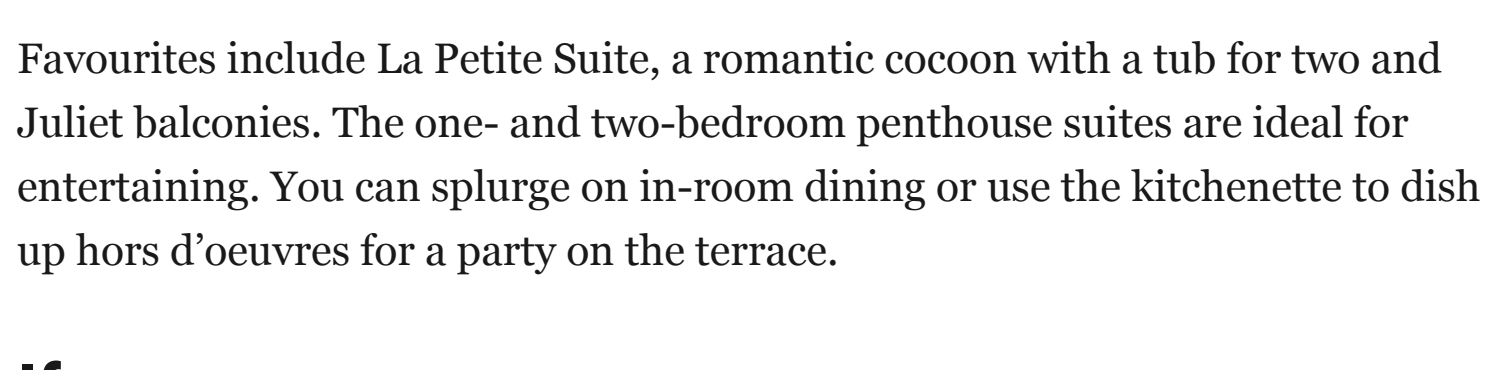 Favourites include La Petite Suite, a romantic cocoon with a tub for two and
Juliet balconies. The one- and two-bedroom penthouse suites are ideal for
entertaining. You can splurge on in-room dining or use the kitchenette to dish
up hors d’oeuvres for a party on the terrace.